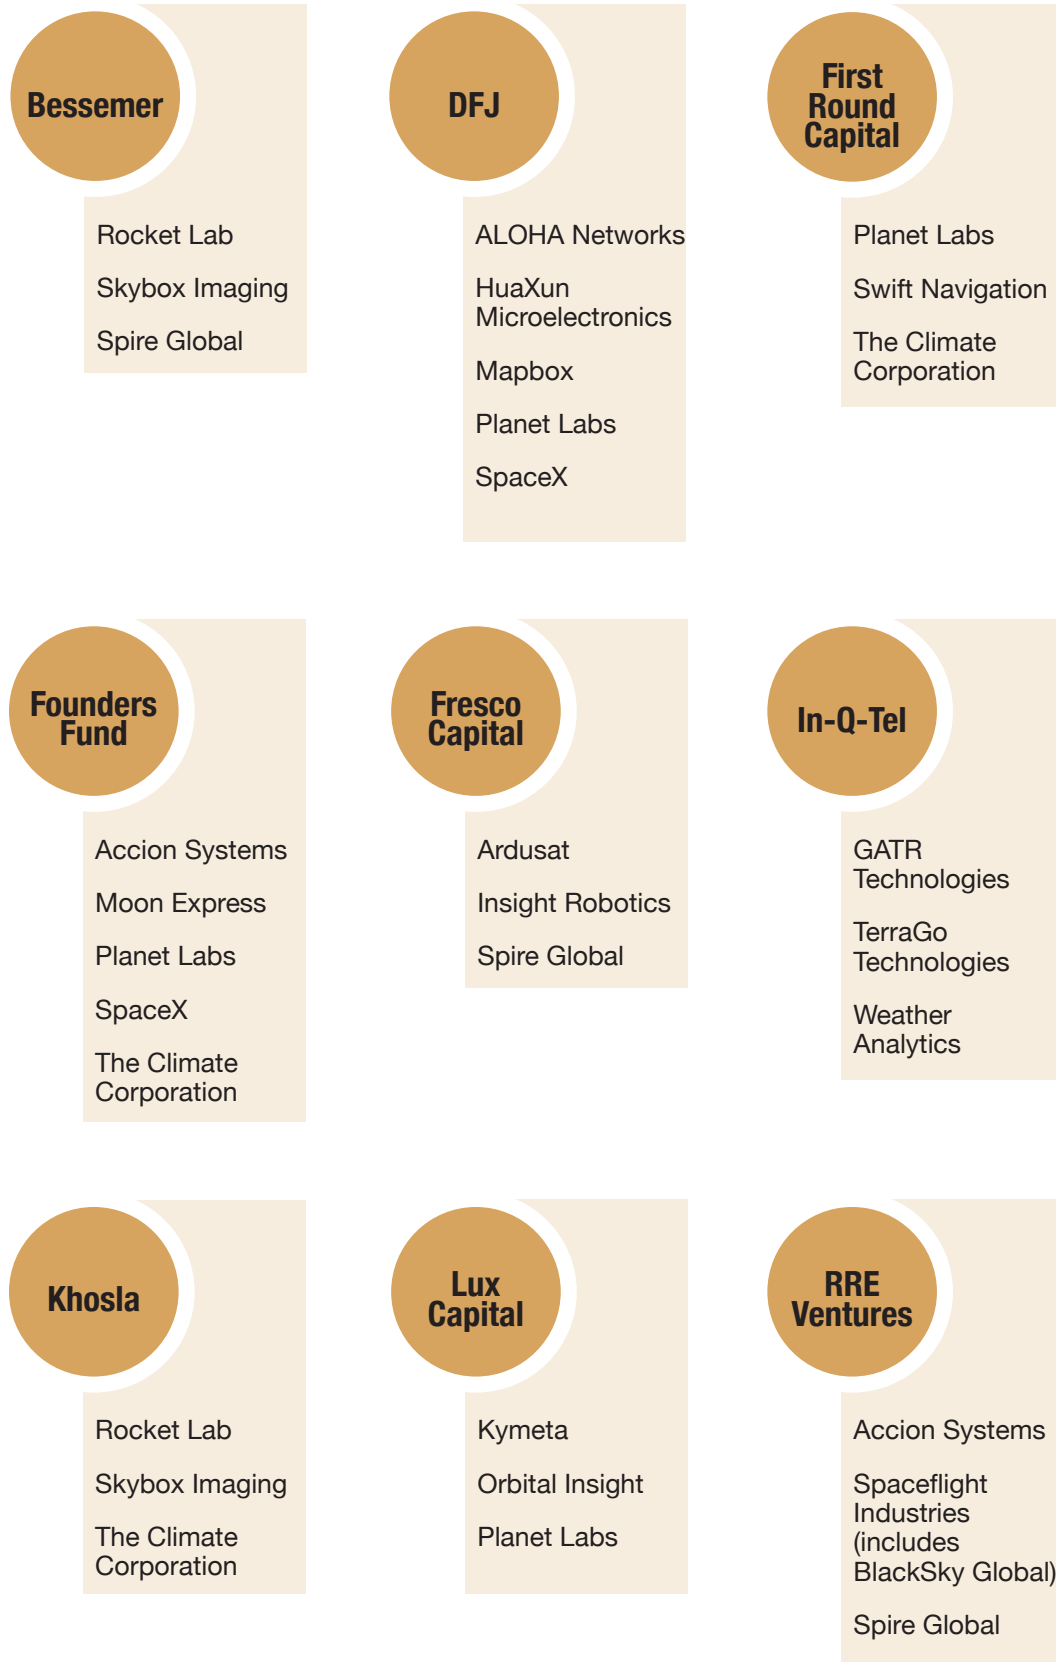 Bessemer
Rocket Lab
Skybox Imaging
Spire Global
DFJ
ALOHA Networks
HuaXun
Microelectronics
Mapbox
Planet Labs
SpaceX
First
Round
Capital
Planet Labs
Swift Navigation
The Climate
Corporation
Founders
Fund
Accion Systems
Moon Express
Planet Labs
SpaceX
The Climate
Corporation
Fresco
Capital
Ardusat
Insight Robotics
Spire Global
In-Q-Tel
GATR
Technologies
TerraGo
Technologies
Weather
Analytics
Khosla
Rocket Lab
Skybox Imaging
The Climate
Corporation
Lux
Capital
Kymeta
Orbital Insight
Planet Labs
RRE
Ventures
Accion Systems
Spaceflight
Industries
(includes
BlackSky Global)
Spire Global